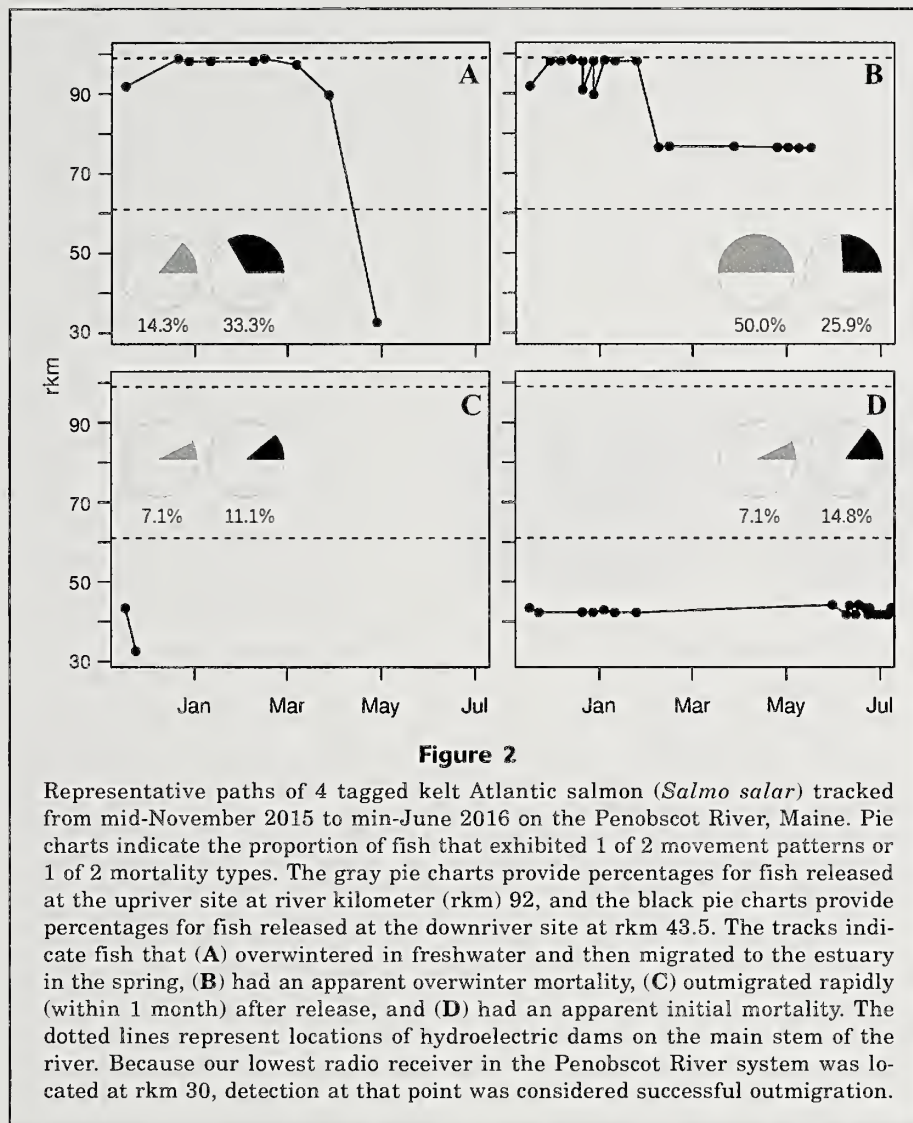 A
B
90
70
50
30
14.3%
33.3%
50.0%
25.9%
rkm
C
D
90
70
50
30
7.1%
11.1%
7.1%
14.8%
Jan
Mar
May
Jul
Jan
Mar
May
Jul
Figure 2
Representative paths of 4 tagged kelt Atlantic salmon (Salmo salar) tracked
from mid-November 2015 to min-June 2016 on the Penobscot River, Maine. Pie
charts indicate the proportion of fish that exhibited 1 of 2 movement patterns or
1 of 2 mortality types. The gray pie charts provide percentages for fish released
at the upriver site at river kilometer (rkm) 92, and the black pie charts provide
percentages for fish released at the downriver site at rkm 43.5. The tracks indi-
cate fish that (A) overwintered in freshwater and then migrated to the estuary
in the spring, (B) had an apparent overwinter mortality, (C) outmigrated rapidly
(within 1 month) after release, and (D) had an apparent initial mortality. The
dotted lines represent locations of hydroelectric dams on the main stem of the
river. Because our lowest radio receiver in the Penobscot River system was lo-
cated at rkm 30, detection at that point was considered successful outmigration.